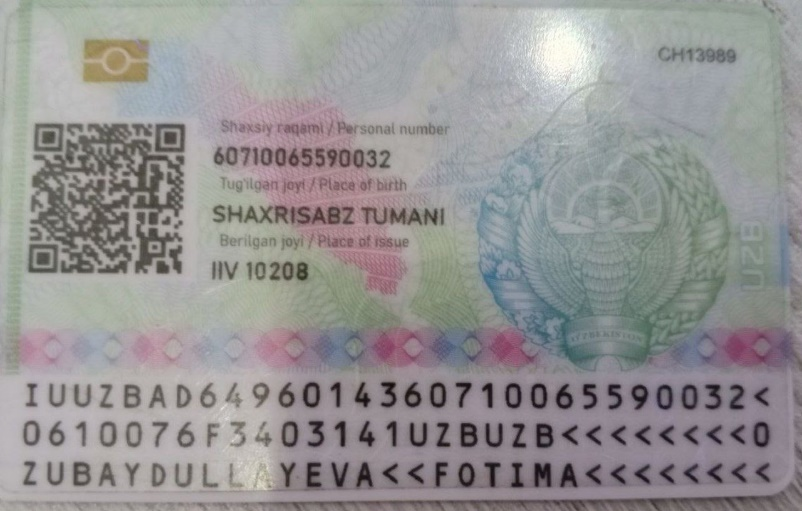 CH13989
Shaxsiy raqami / Personal number
60710065590032
Tug'ilgan joyi / Place of birth
SHAXRISABZ TUMANI
Berilgan joyi / Place of issue
IIV 10208
UZB
O'ZBEKISTON
IUUZBAD6496014360710065590032<
0610076F3403141UZBUZB<<<<<<<<0
ZUBAYDULLAYEVA<<FOTIMA<<<<<<<<